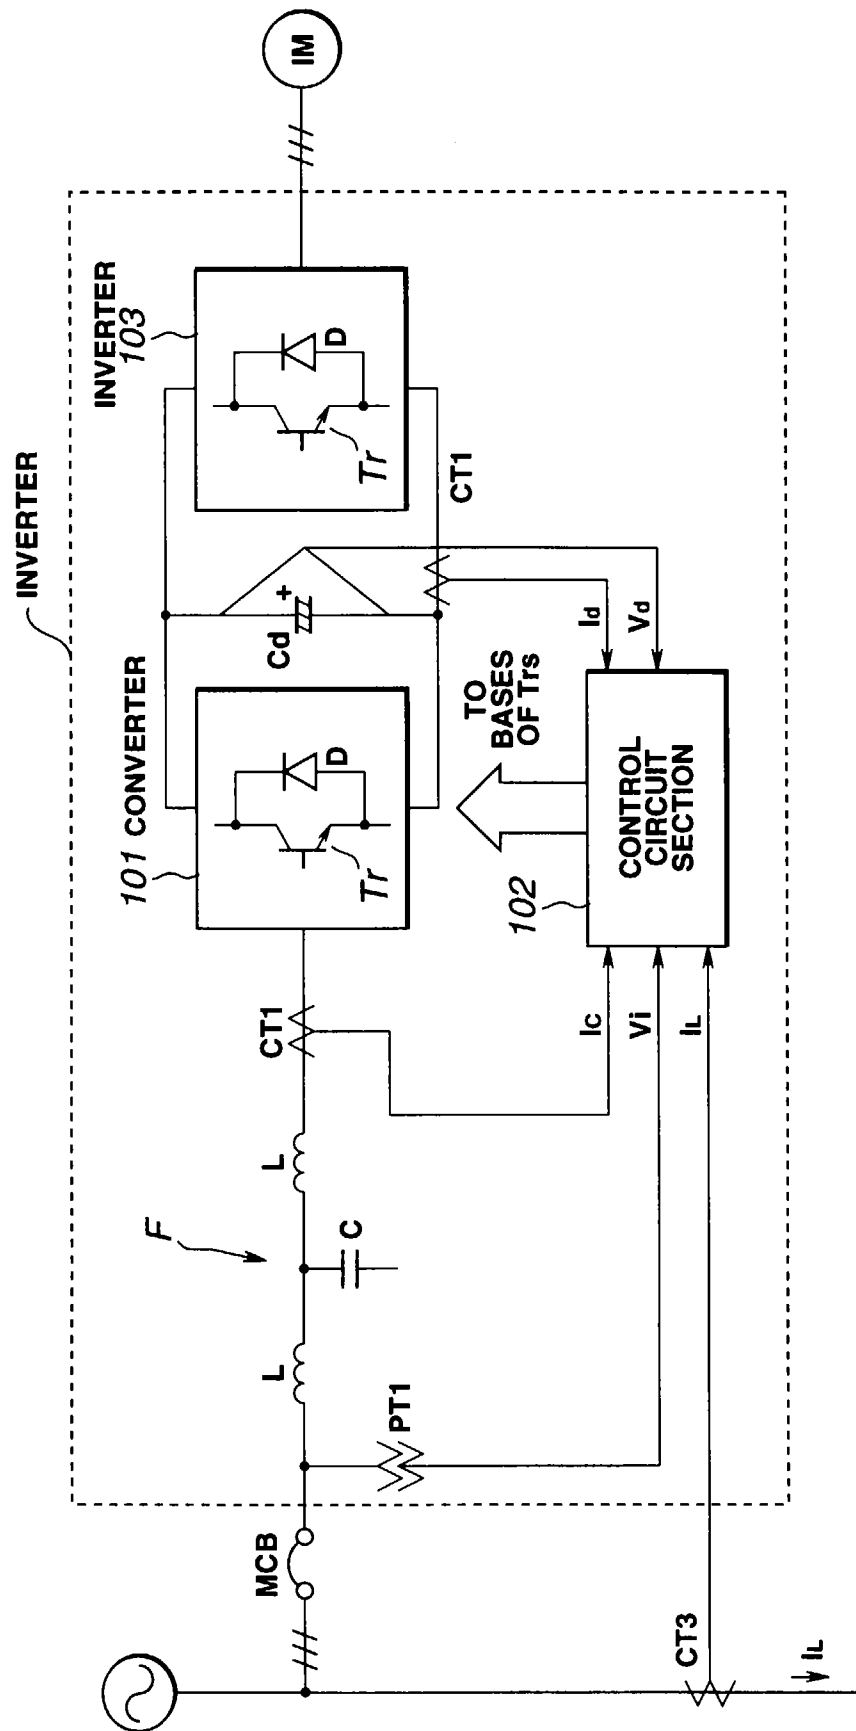 INVERTER
MCB
PT1
L
F
C
L
CT1
101 CONVERTER
Tr
D
Cd
+
INVERTER
103
Tr
D
CT1
IM
Ic
Vi
IL
102
CONTROL
CIRCUIT
SECTION
TO
BASES
OF Trs
Id
Vd
CT3
IL